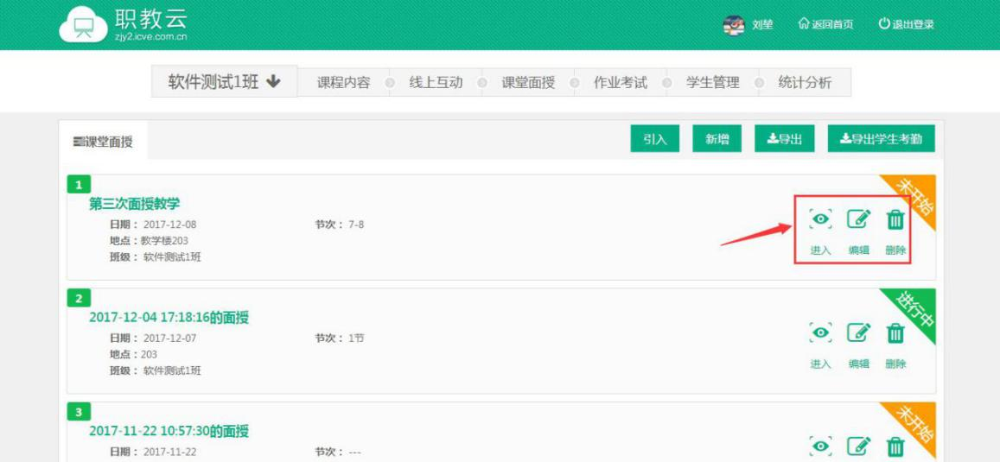 职教云
zjy2.icve.com.cn
刘堃 返回首页 退出登录
软件测试1班 课程内容 线上互动 课堂面授 作业考试 学生管理 统计分析
课堂面授 引入 新增 导出 导出学生考勤
1 未开始
第三次面授教学
日期： 2017-12-08 节次： 7-8
地点：教学楼203
班级： 软件测试1班
进入 编辑 删除
2 进行中
2017-12-04 17:18:16的面授
日期： 2017-12-07 节次： 1节
地点：203
班级： 软件测试1班
进入 编辑 删除
3 未开始
2017-11-22 10:57:30的面授
日期： 2017-11-22 节次： ---